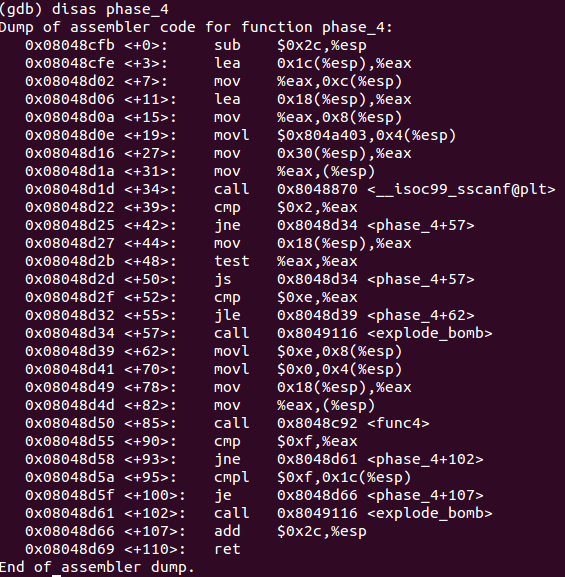 (gdb) disas phase_4
Dump of assembler code for function phase_4:
0x08048cfb <+0>: sub $0x2c,%esp
0x08048cfe <+3>: lea 0x1c(%esp),%eax
0x08048d02 <+7>: mov %eax,0xc(%esp)
0x08048d06 <+11>: lea 0x18(%esp),%eax
0x08048d0a <+15>: mov %eax,0x8(%esp)
0x08048d0e <+19>: movl $0x804a403,0x4(%esp)
0x08048d16 <+27>: mov 0x30(%esp),%eax
0x08048d1a <+31>: mov %eax,(%esp)
0x08048d1d <+34>: call 0x8048870 <__isoc99_sscanf@plt>
0x08048d22 <+39>: cmp $0x2,%eax
0x08048d25 <+42>: jne 0x8048d34 <phase_4+57>
0x08048d27 <+44>: mov 0x18(%esp),%eax
0x08048d2b <+48>: test %eax,%eax
0x08048d2d <+50>: js 0x8048d34 <phase_4+57>
0x08048d2f <+52>: cmp $0xe,%eax
0x08048d32 <+55>: jle 0x8048d39 <phase_4+62>
0x08048d34 <+57>: call 0x8049116 <explode_bomb>
0x08048d39 <+62>: movl $0xe,0x8(%esp)
0x08048d41 <+70>: movl $0x0,0x4(%esp)
0x08048d49 <+78>: mov 0x18(%esp),%eax
0x08048d4d <+82>: mov %eax,(%esp)
0x08048d50 <+85>: call 0x8048c92 <func4>
0x08048d55 <+90>: cmp $0xf,%eax
0x08048d58 <+93>: jne 0x8048d61 <phase_4+102>
0x08048d5a <+95>: cmpl $0xf,0x1c(%esp)
0x08048d5f <+100>: je 0x8048d66 <phase_4+107>
0x08048d61 <+102>: call 0x8049116 <explode_bomb>
0x08048d66 <+107>: add $0x2c,%esp
0x08048d69 <+110>: ret
End of assembler dump.